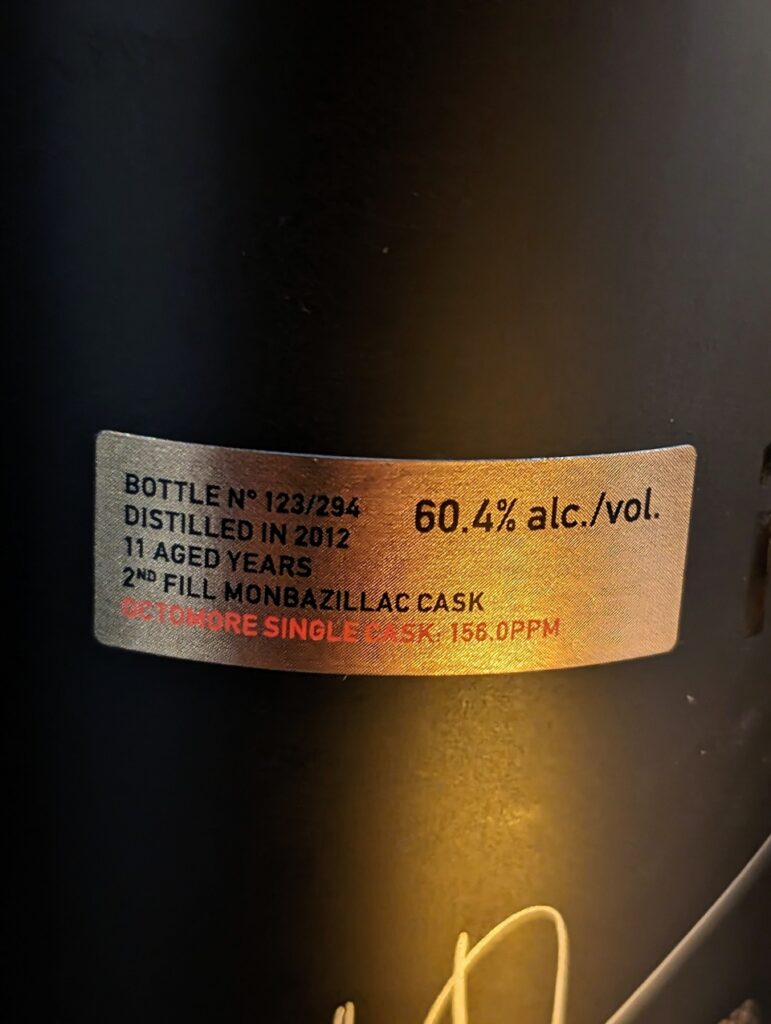 BOTTLE Nº 123/294
60.4% alc./vol.
DISTILLED IN 2012
11 AGED YEARS
2ND FILL MONBAZILLAC CASK
OCTOMORE SINGLE CASK: 156.0PPM